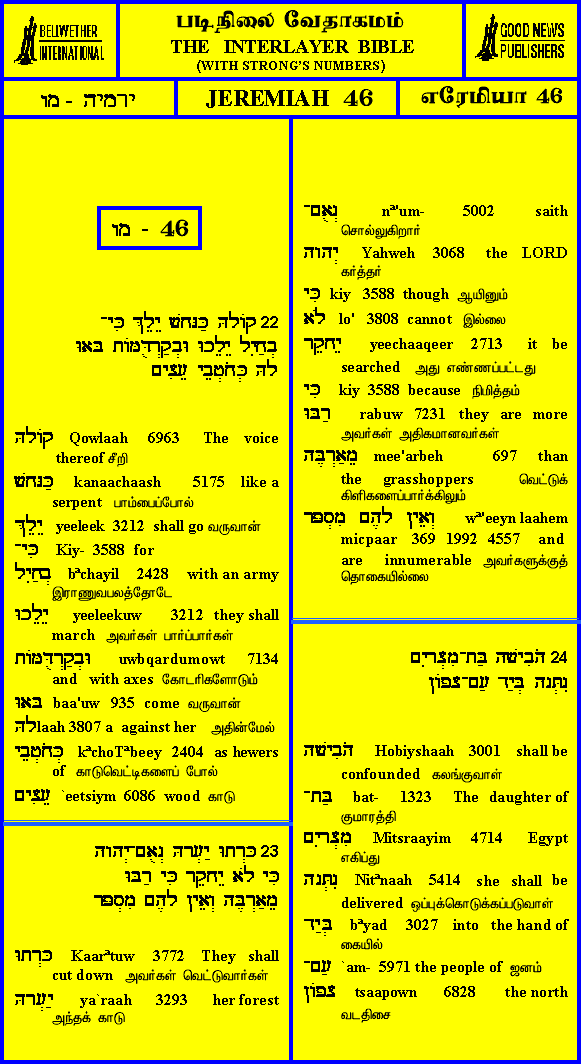 BELLWETHER
INTERNATIONAL
படிநிலை வேதாகமம்
THE INTERLAYER BIBLE
(WITH STRONG'S NUMBERS)
GOOD NEWS
PUBLISHERS
ירמיה - מו
JEREMIAH 46
எரேமியா 46
מו - 46
22 קוֹלָהּ כַּנָּחָשׁ יֵלֵךְ כִּי־
בְחַיִל יֵלֵכוּ וּבְקַרְדֻּמּוֹת בָּאוּ
לָהּ כְּחֹטְבֵי עֵצִים
קוֹלָהּ Qowlaah 6963 The voice
thereof சீறி
כַּנָּחָשׁ kanaachaash 5175 like a
serpent பாம்பைப்போல்
יֵלֵךְ yeeleek 3212 shall go வருவான்
כִּי־ Kiy- 3588 for
בְחַיִל bªchayil 2428 with an army
இராணுவபலத்தோடே
יֵלֵכוּ yeeleekuw 3212 they shall
march அவர்கள் பார்ப்பார்கள்
וּבְקַרְדֻּמּוֹת uwbqardumowt 7134
and with axes கோடரிகளோடும்
בָּאוּ baa'uw 935 come வருவான்
לָהּ laah 3807 a against her அதின்மேல்
כְּחֹטְבֵי kªchoTªbeey 2404 as hewers
of காடுவெட்டிகளைப் போல்
עֵצִים `eetsiym 6086 wood காடு
23 כָּרְתוּ יַעְרָהּ נְאֻם־יְהוָה
כִּי לֹא יֵחָקֵר כִּי רַבּוּ
מֵאַרְבֶּה וְאֵין לָהֶם מִסְפָּר
כָּרְתוּ Kaarªtuw 3772 They shall
cut down அவர்கள் வெட்டுவார்கள்
יַעְרָהּ ya`raah 3293 her forest
அந்தக் காடு
נְאֻם־ nª'um- 5002 saith
சொல்லுகிறார்
יְהוָה Yahweh 3068 the LORD
கர்த்தர்
כִּי kiy 3588 though ஆயினும்
לֹא lo' 3808 cannot இல்லை
יֵחָקֵר yeechaaqeer 2713 it be
searched அது எண்ணப்பட்டது
כִּי kiy 3588 because நிமித்தம்
רַבּוּ rabuw 7231 they are more
அவர்கள் அதிகமானவர்கள்
מֵאַרְבֶּה mee'arbeh 697 than
the grasshoppers வெட்டுக்
கிளிகளைப்பார்க்கிலும்
וְאֵין לָהֶם מִסְפָּר wª'eeyn laahem
micpaar 369 1992 4557 and
are innumerable அவர்களுக்குத்
தொகையில்லை
24 הֹבִישָׁה בַּת־מִצְרָיִם
נִתְּנָה בְּיַד עַם־צָפוֹן
הֹבִישָׁה Hobiyshaah 3001 shall be
confounded கலங்குவாள்
בַּת־ bat- 1323 The daughter of
குமாரத்தி
מִצְרָיִם Mitsraayim 4714 Egypt
எகிப்து
נִתְּנָה Nitªnaah 5414 she shall be
delivered ஒப்புக்கொடுக்கப்படுவாள்
בְּיַד bªyad 3027 into the hand of
கையில்
עַם־ `am- 5971 the people of ஜனம்
צָפוֹן tsaapown 6828 the north
வடதிசை